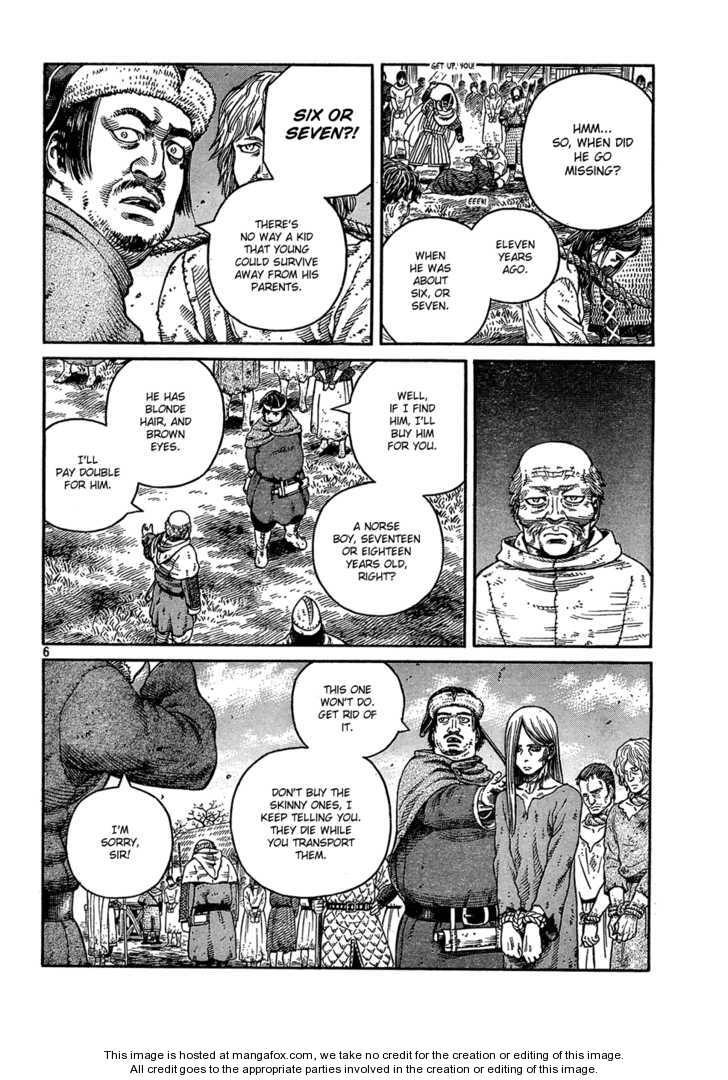 GET UP, YOU!
HMM...
SO, WHEN DID
HE GO
MISSING?
EEEK!
ELEVEN
YEARS
AGO.
WHEN
HE WAS
ABOUT
SIX, OR
SEVEN.
SIX OR
SEVEN?!
THERE'S
NO WAY A KID
THAT YOUNG
COULD SURVIVE
AWAY FROM HIS
PARENTS.
WELL,
IF I FIND
HIM, I'LL
BUY HIM
FOR YOU.
A NORSE
BOY, SEVENTEEN
OR EIGHTEEN
YEARS OLD,
RIGHT?
HE HAS
BLONDE
HAIR, AND
BROWN
EYES.
I'LL
PAY DOUBLE
FOR HIM.
6
THIS ONE
WON'T DO.
GET RID OF
IT.
DON'T BUY THE
SKINNY ONES, I
KEEP TELLING YOU.
THEY DIE WHILE
YOU TRANSPORT
THEM.
I'M
SORRY,
SIR!
This image is hosted at mangafox.com, we take no credit for the creation or editing of this image.
All credit goes to the appropriate parties involved in the creation or editing of this image.